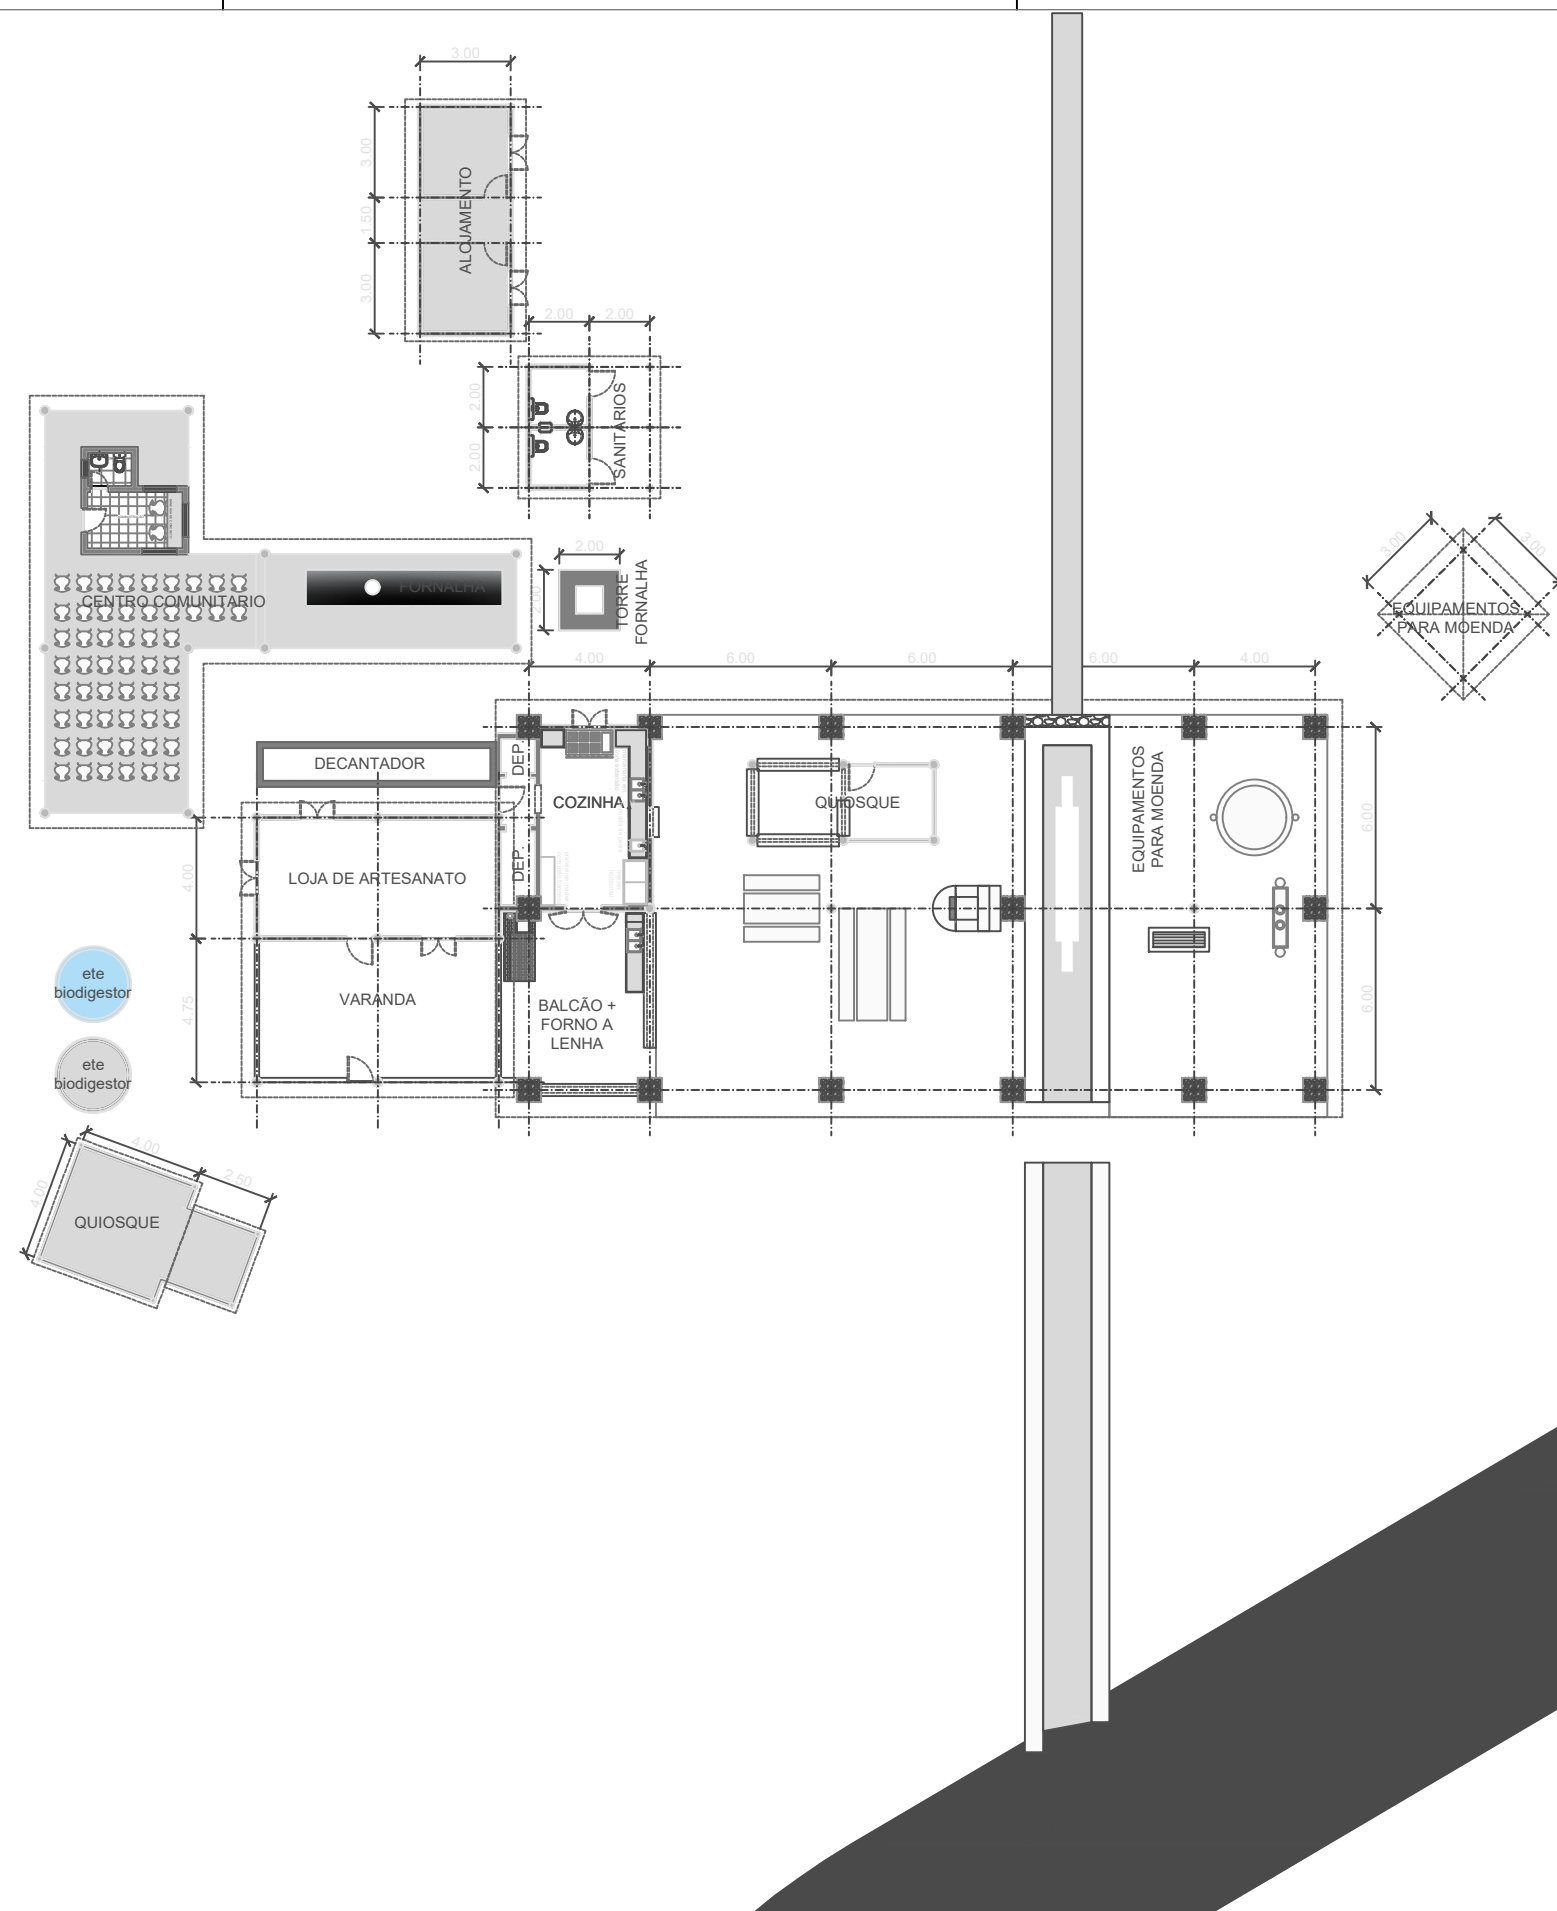 3.00
3.00
1.50
3.00
ALOJAMENTO
2.00
2.00
2.00
2.00
SANITARIOS
CENTRO COMUNITARIO
FORNALHA
2.00
2.00
TORRE
FORNALHA
3.00
3.00
EQUIPAMENTOS
PARA MOENDA
4.00
6.00
6.00
6.00
4.00
DECANTADOR
DEP.
COZINHA
QUIOSQUE
EQUIPAMENTOS
PARA MOENDA
6.00
4.00
LOJA DE ARTESANATO
DEP.
ete
biodigestor
4.75
VARANDA
BALCÃO +
FORNO A
LENHA
6.00
ete
biodigestor
4.00
2.50
4.00
QUIOSQUE